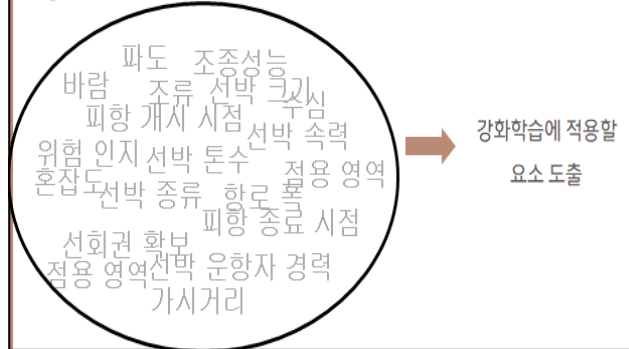 파도 조종성능
바람 조류 선박 크기
수심
피항 개시 시점
선박 속력
위험 인지 선박 톤수
점용 영역
혼잡도
선박 종류 항로 폭
피항 종료 시점
선회권 확보
점용 영역
선박 운항자 경력
가시거리
강화학습에 적용할
요소 도출